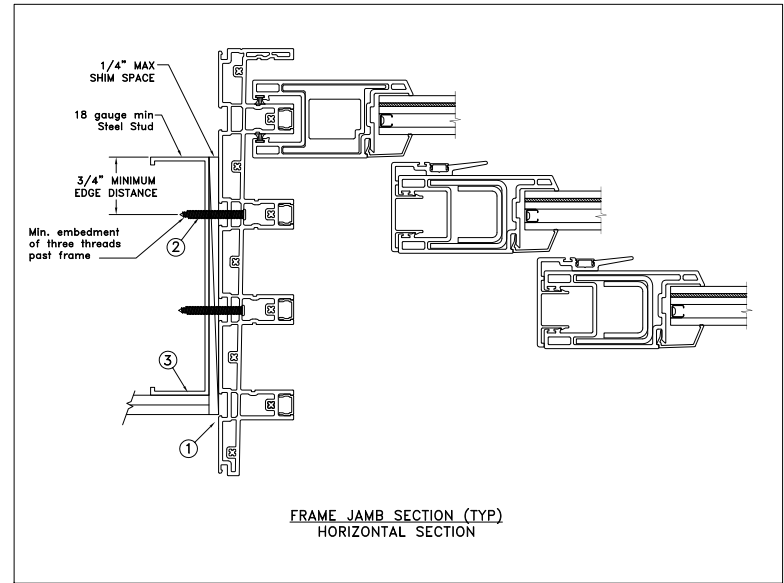 1/4" MAX
SHIM SPACE
18 gauge min
Steel Stud
3/4" MINIMUM
EDGE DISTANCE
Min. embedment
of three threads
past frame
2
3
1
FRAME JAMB SECTION (TYP)
HORIZONTAL SECTION